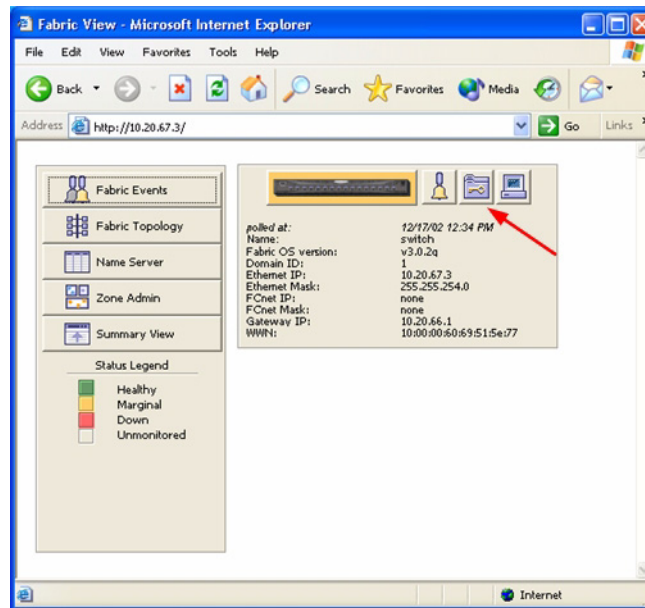 Fabric View - Microsoft Internet Explorer
File Edit View Favorites Tools Help
Back Search Favorites Media
Address http://10.20.67.3/ Go Links
Fabric Events
Fabric Topology
Name Server
Zone Admin
Summary View
Status Legend
Healthy
Marginal
Down
Unmonitored
polled at: 12/17/02 12:34 PM
Name: switch
Fabric OS version: v3.0.2q
Domain ID: 1
Ethernet IP: 10.20.67.3
Ethernet Mask: 255.255.254.0
FCnet IP: none
FCnet Mask: none
Gateway IP: 10.20.66.1
WWN: 10:00:00:60:69:51:5e:77
Internet